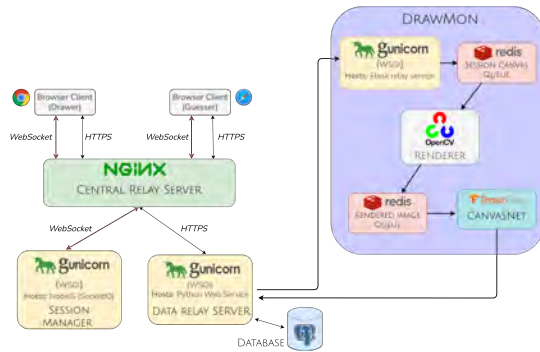 DRAWMON
gunicorn
(WSGI)
Hosts: Flask relay service
redis
SESSION CANVAS
QUEUE
Browser Client
(Drawer)
Browser Client
(Guesser)
WebSocket
HTTPS
WebSocket
HTTPS
OpenCV
RENDERER
NGINX
CENTRAL RELAY SERVER
redis
RENDERED IMAGE
QUEUE
CANVASNET
WebSocket
HTTPS
gunicorn
(WSGI)
Hosts: NodeJS (SocketIO)
SESSION
MANAGER
gunicorn
(WSGI)
Hosts: Python Web Service
DATA RELAY SERVER
DATABASE